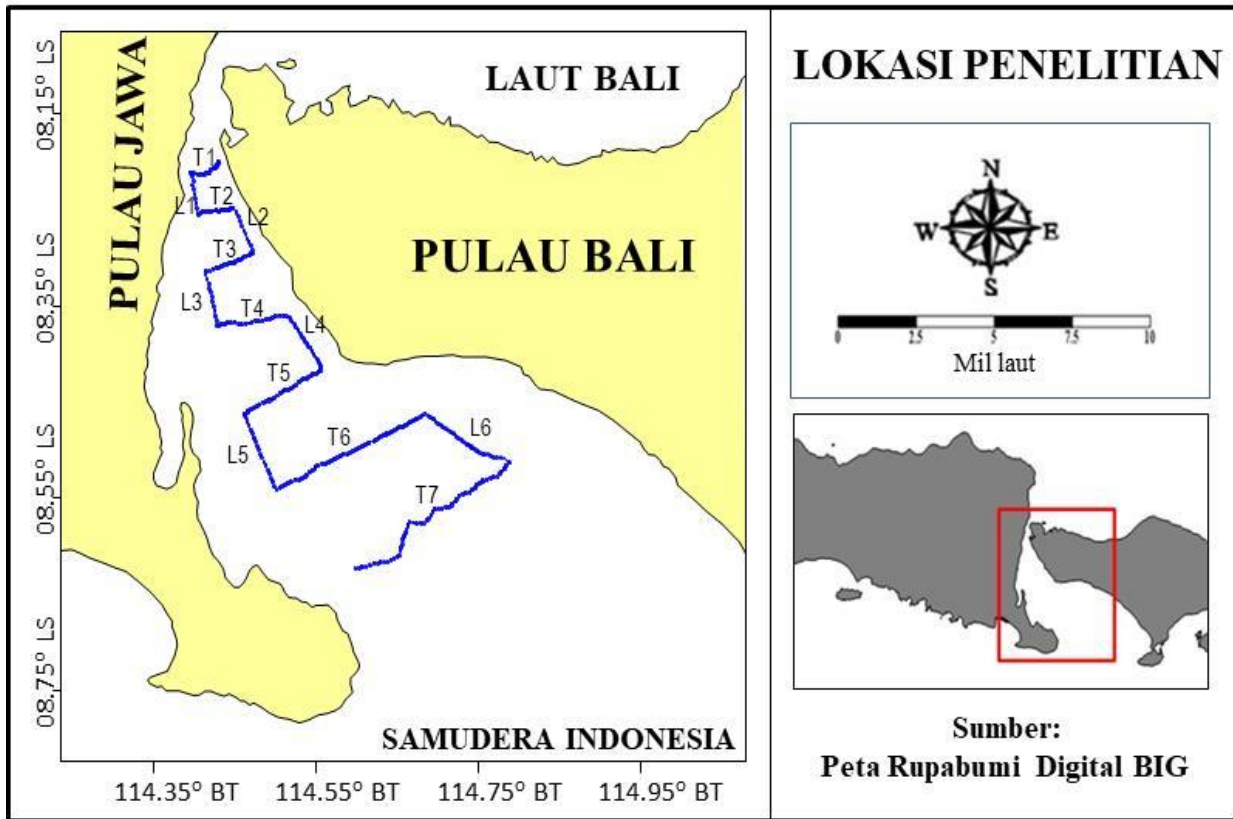 PULAU JAWA
LAUT BALI
PULAU BALI
SAMUDERA INDONESIA
T1
L1
T2
L2
T3
L3
T4
L4
T5
L5
T6
L6
T7
08.15° LS
08.35° LS
08.55° LS
08.75° LS
114.35° BT
114.55° BT
114.75° BT
114.95° BT
LOKASI PENELITIAN
N
W
E
S
0 2.5 5 7.5 10
Mil laut
Sumber:
Peta Rupabumi Digital BIG